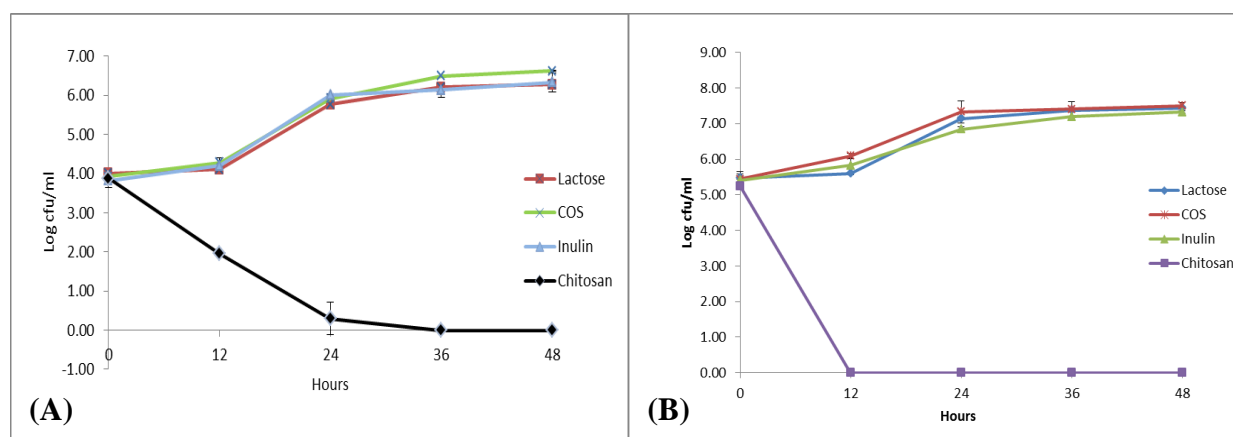 7.00
6.00
5.00
4.00
3.00
2.00
1.00
0.00
-1.00
Log cfu/ml
0 12 24 36 48
Hours
Lactose
COS
Inulin
Chitosan
(A)
9.00
8.00
7.00
6.00
5.00
4.00
3.00
2.00
1.00
0.00
Log cfu/ml
0 12 24 36 48
Hours
Lactose
COS
Inulin
Chitosan
(B)